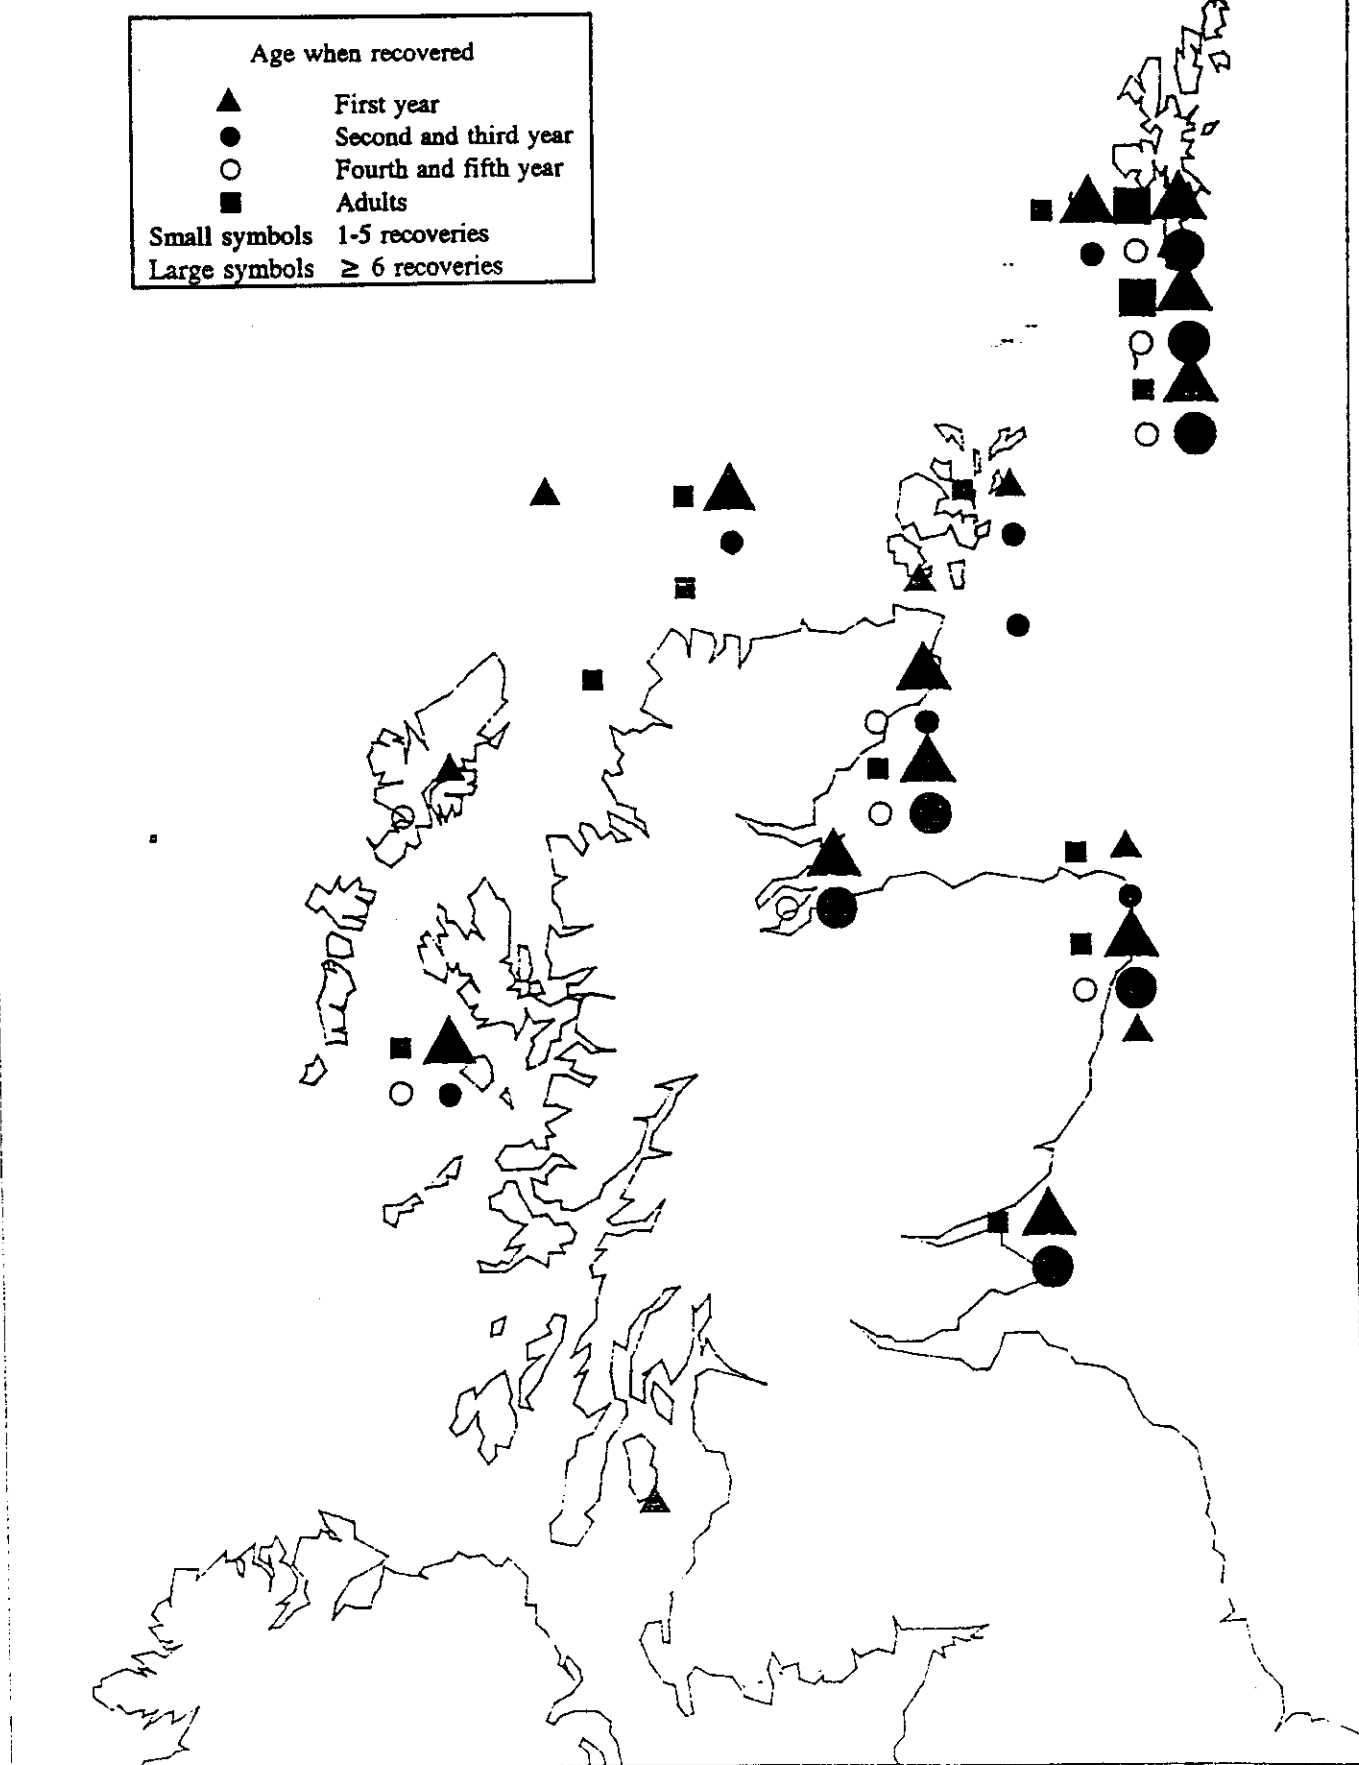 Age when recovered
First year
Second and third year
Fourth and fifth year
Adults
Small symbols 1-5 recoveries
Large symbols ≥ 6 recoveries